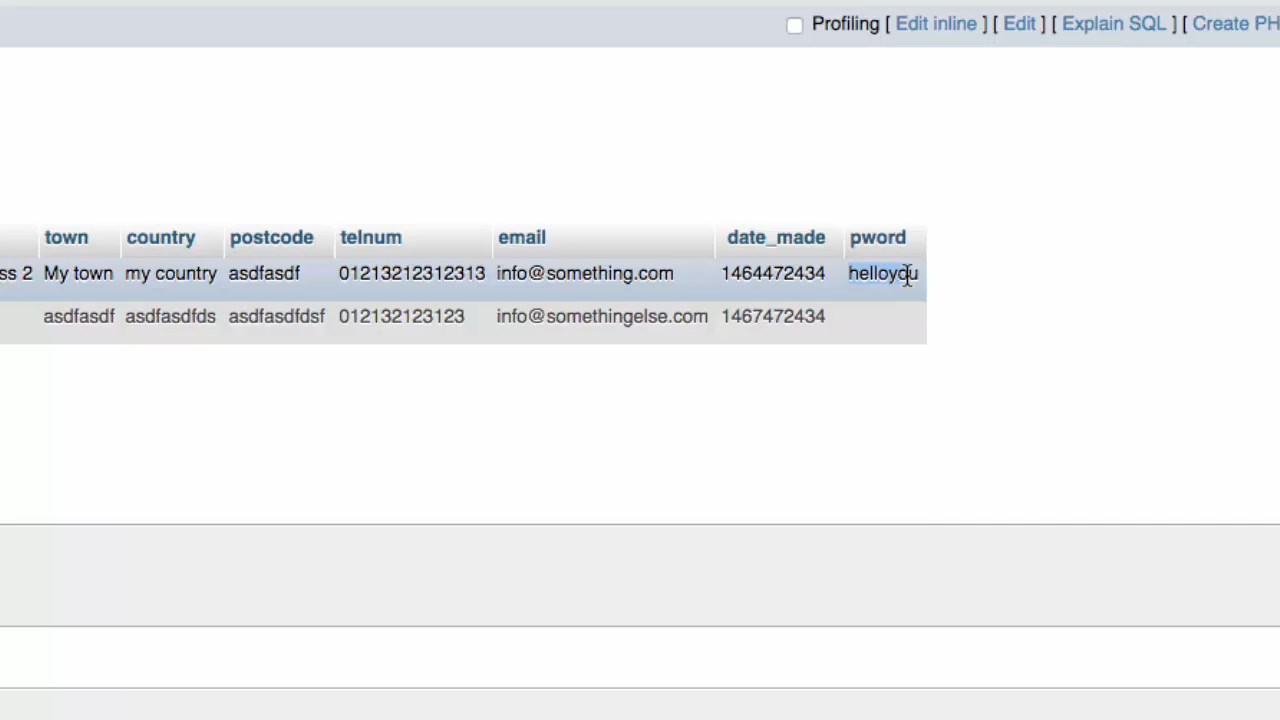 Profiling [ Edit inline ] [ Edit ] [ Explain SQL ] [ Create PH
town country postcode telnum email date_made pword
ss 2 My town my country asdfasdf 01213212312313 info@something.com 1464472434 helloyou
asdfasdf asdfasdfds asdfasdfdsf 012132123123 info@somethingelse.com 1467472434